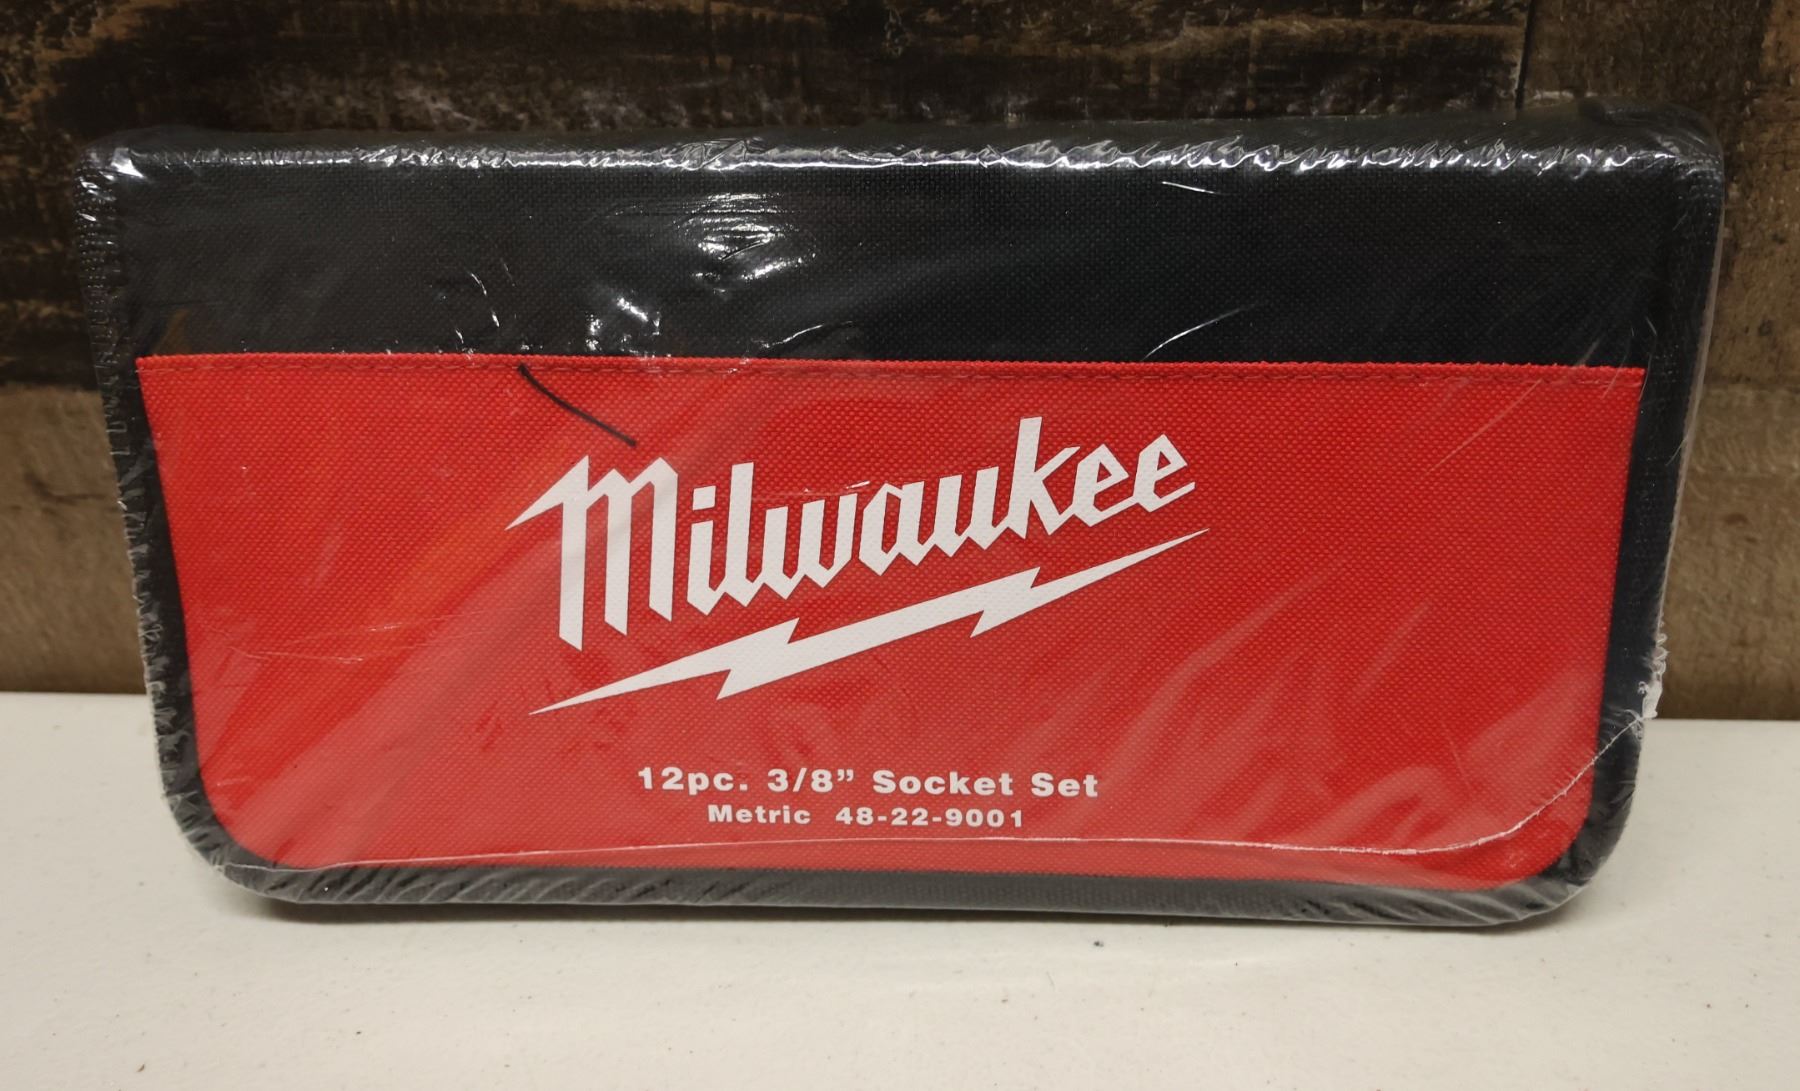 Milwaukee
12pc. 3/8” Socket Set
Metric 48-22-9001